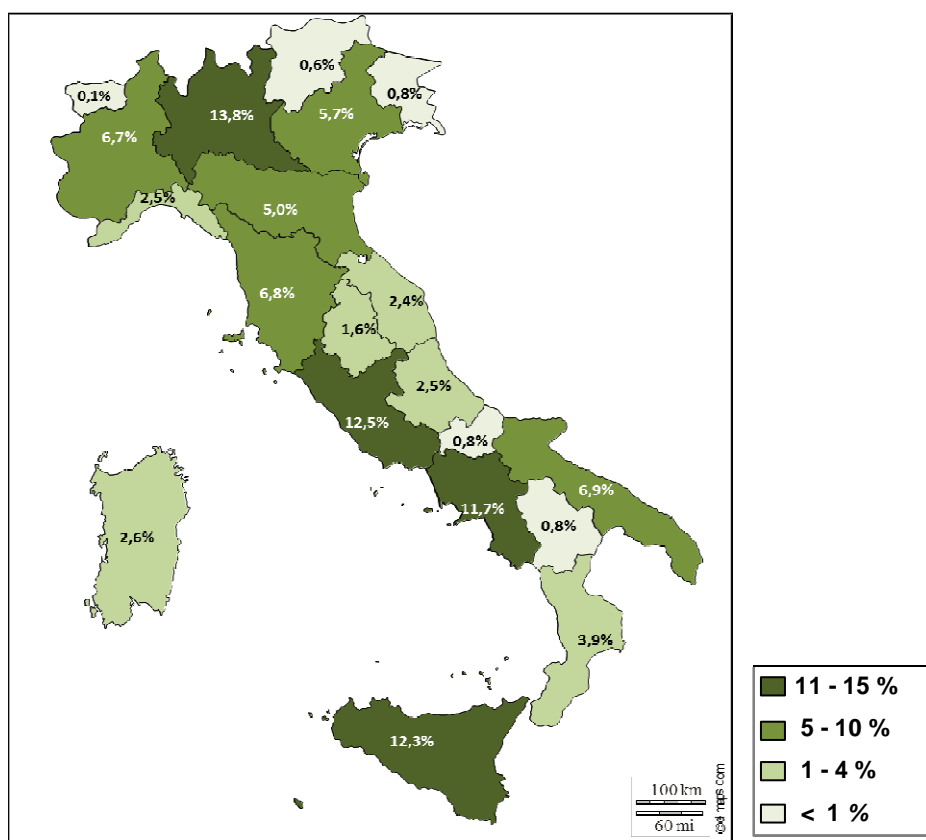 0,6%
0,1%
0,8%
13,8%
5,7%
6,7%
2,5%
5,0%
6,8%
2,4%
1,6%
2,5%
12,5%
0,8%
6,9%
11,7%
0,8%
2,6%
3,9%
12,3%
11 - 15 %
5 - 10 %
1 - 4 %
< 1 %
100 km
60 mi
©d-maps.com